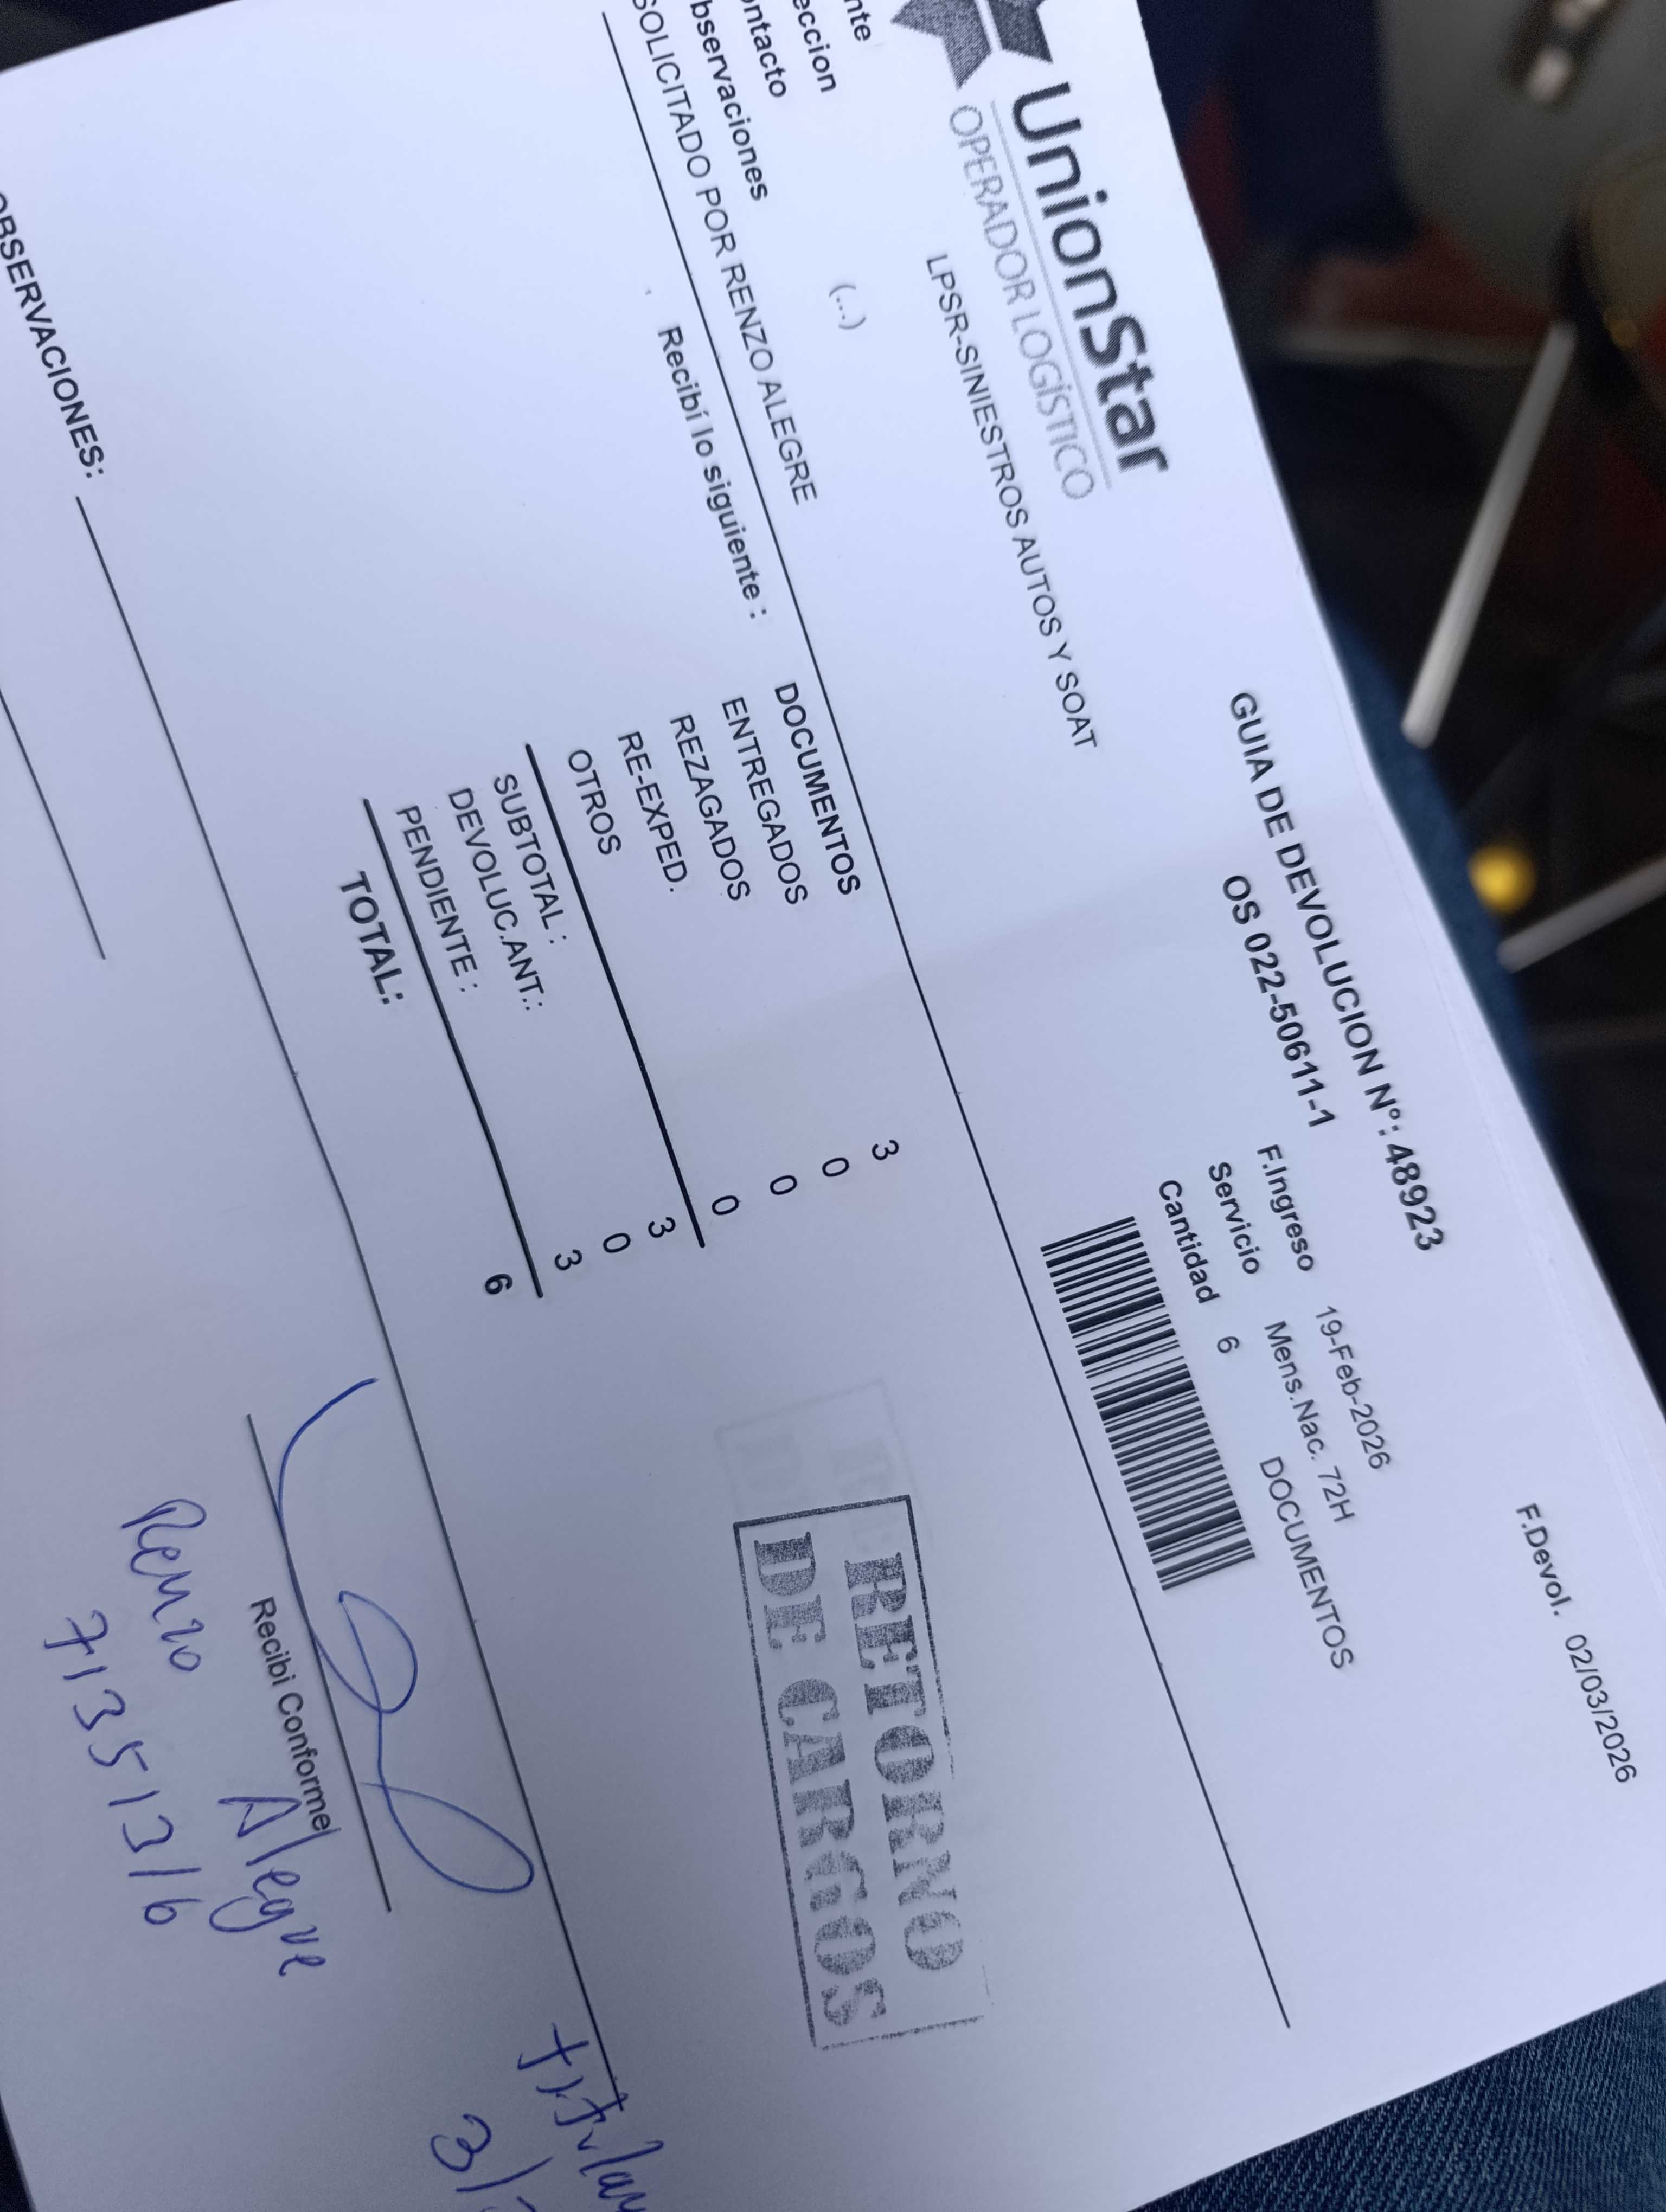 UnionStar
OPERADOR LOGÍSTICO
GUIA DE DEVOLUCION N°: 48923
OS 022-50611-1
F.Devol. 02/03/2026
F.Ingreso 19-Feb-2026
Servicio Mens.Nac. 72H DOCUMENTOS
Cantidad 6
nte LPSR-SINIESTROS AUTOS Y SOAT
eccion (...)
ontacto
bservaciones
SOLICITADO POR RENZO ALEGRE
Recibí lo siguiente :
DOCUMENTOS
ENTREGADOS 3
REZAGADOS 0
RE-EXPED. 0
OTROS 0
SUBTOTAL : 3
DEVOLUC.ANT.: 0
PENDIENTE : 3
TOTAL: 6
RETORNO
DE CARGOS
OBSERVACIONES:
Recibi Conforme
Renzo Alegre
71351316
3/